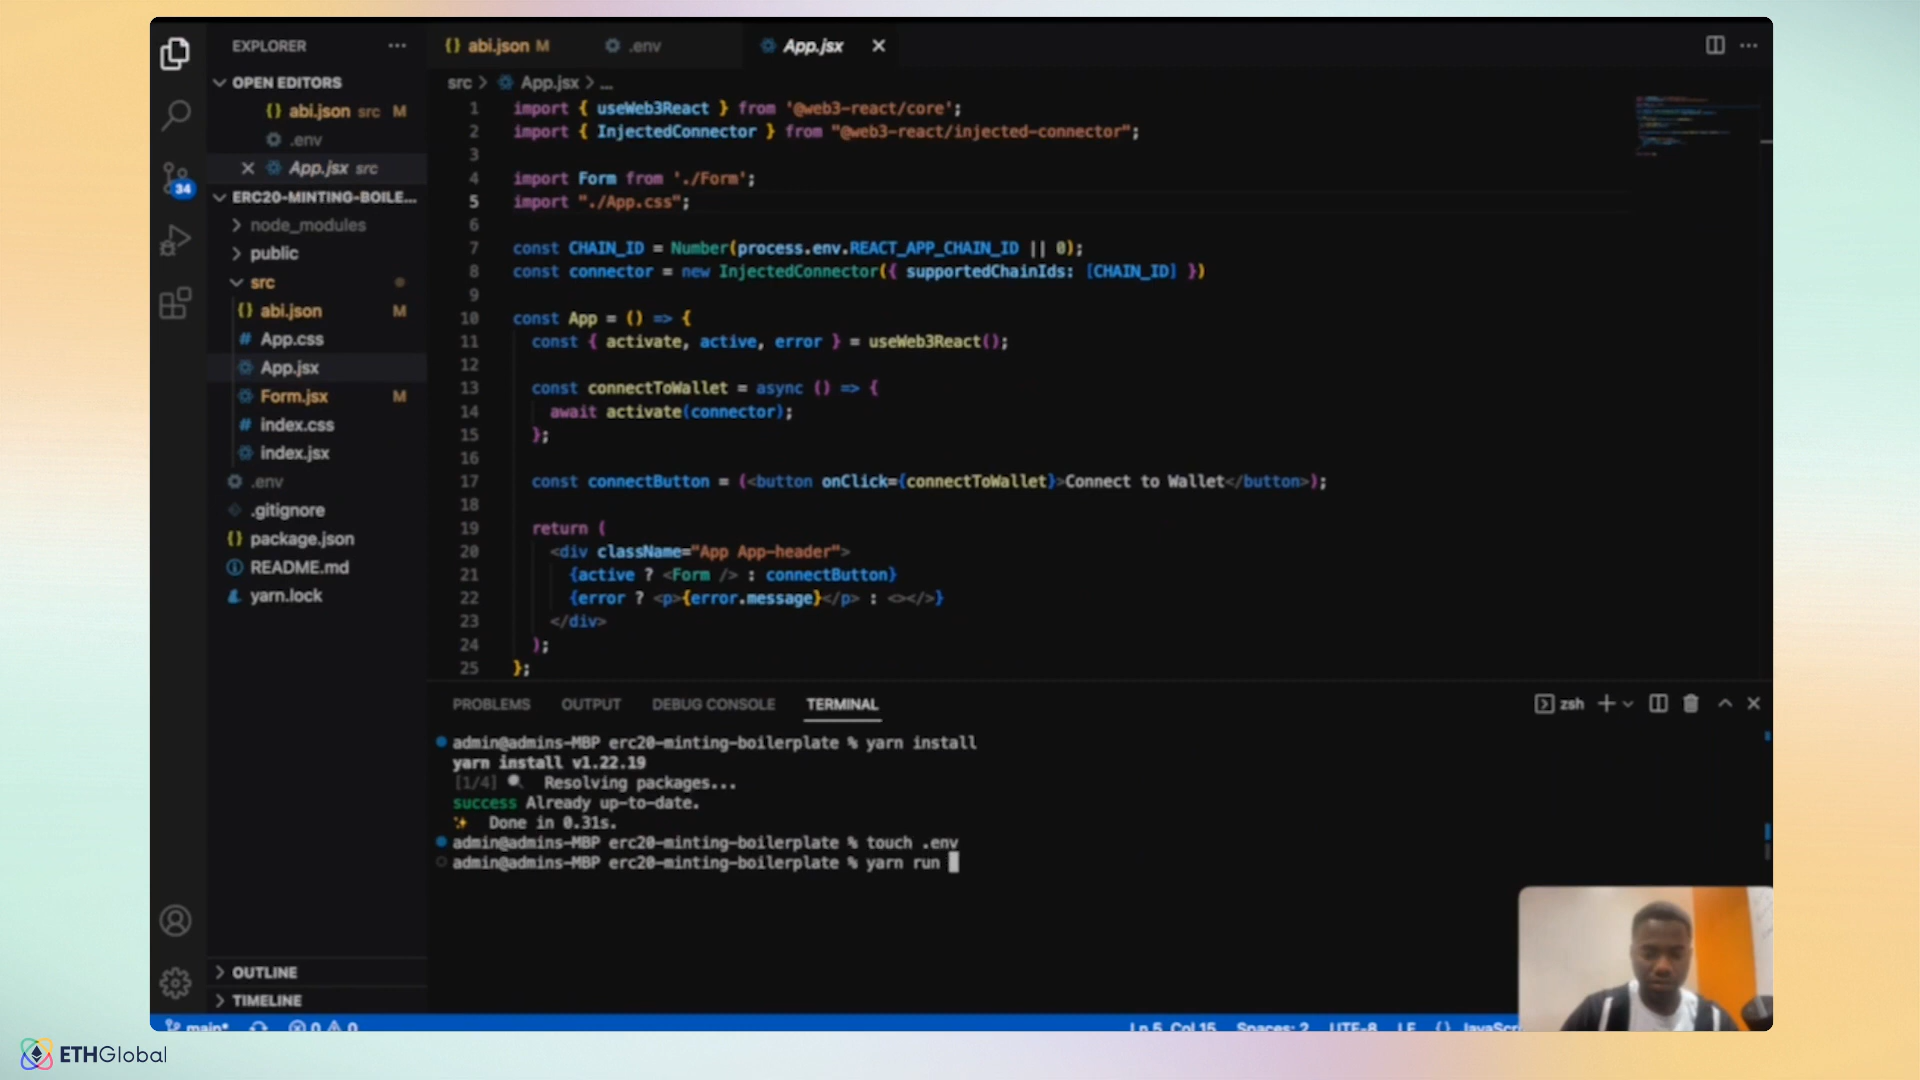 EXPLORER
OPEN EDITORS
abi.json src M
.env
App.jsx src
ERC20-MINTING-BOILE...
node_modules
public
src
abi.json M
App.css
App.jsx
Form.jsx M
index.css
index.jsx
.env
.gitignore
package.json
README.md
yarn.lock
OUTLINE
TIMELINE
34
abi.json M
.env
App.jsx
src > App.jsx > ...
1 import { useWeb3React } from '@web3-react/core';
2 import { InjectedConnector } from "@web3-react/injected-connector";
3
4 import Form from './Form';
5 import "./App.css";
6
7 const CHAIN_ID = Number(process.env.REACT_APP_CHAIN_ID || 0);
8 const connector = new InjectedConnector({ supportedChainIds: [CHAIN_ID] })
9
10 const App = () => {
11 const { activate, active, error } = useWeb3React();
12
13 const connectToWallet = async () => {
14 await activate(connector);
15 };
16
17 const connectButton = (<button onClick={connectToWallet}>Connect to Wallet</button>);
18
19 return (
20 <div className="App App-header">
21 {active ? <Form /> : connectButton}
22 {error ? <p>{error.message}</p> : <></>}
23 </div>
24 );
25 };
PROBLEMS OUTPUT DEBUG CONSOLE TERMINAL
zsh
admin@admins-MBP erc20-minting-boilerplate % yarn install
yarn install v1.22.19
[1/4] Resolving packages...
success Already up-to-date.
Done in 0.31s.
admin@admins-MBP erc20-minting-boilerplate % touch .env
admin@admins-MBP erc20-minting-boilerplate % yarn run
main* 0 0
Ln 5, Col 15 Spaces: 2 UTF-8 LF {} JavaScr
ETHGlobal